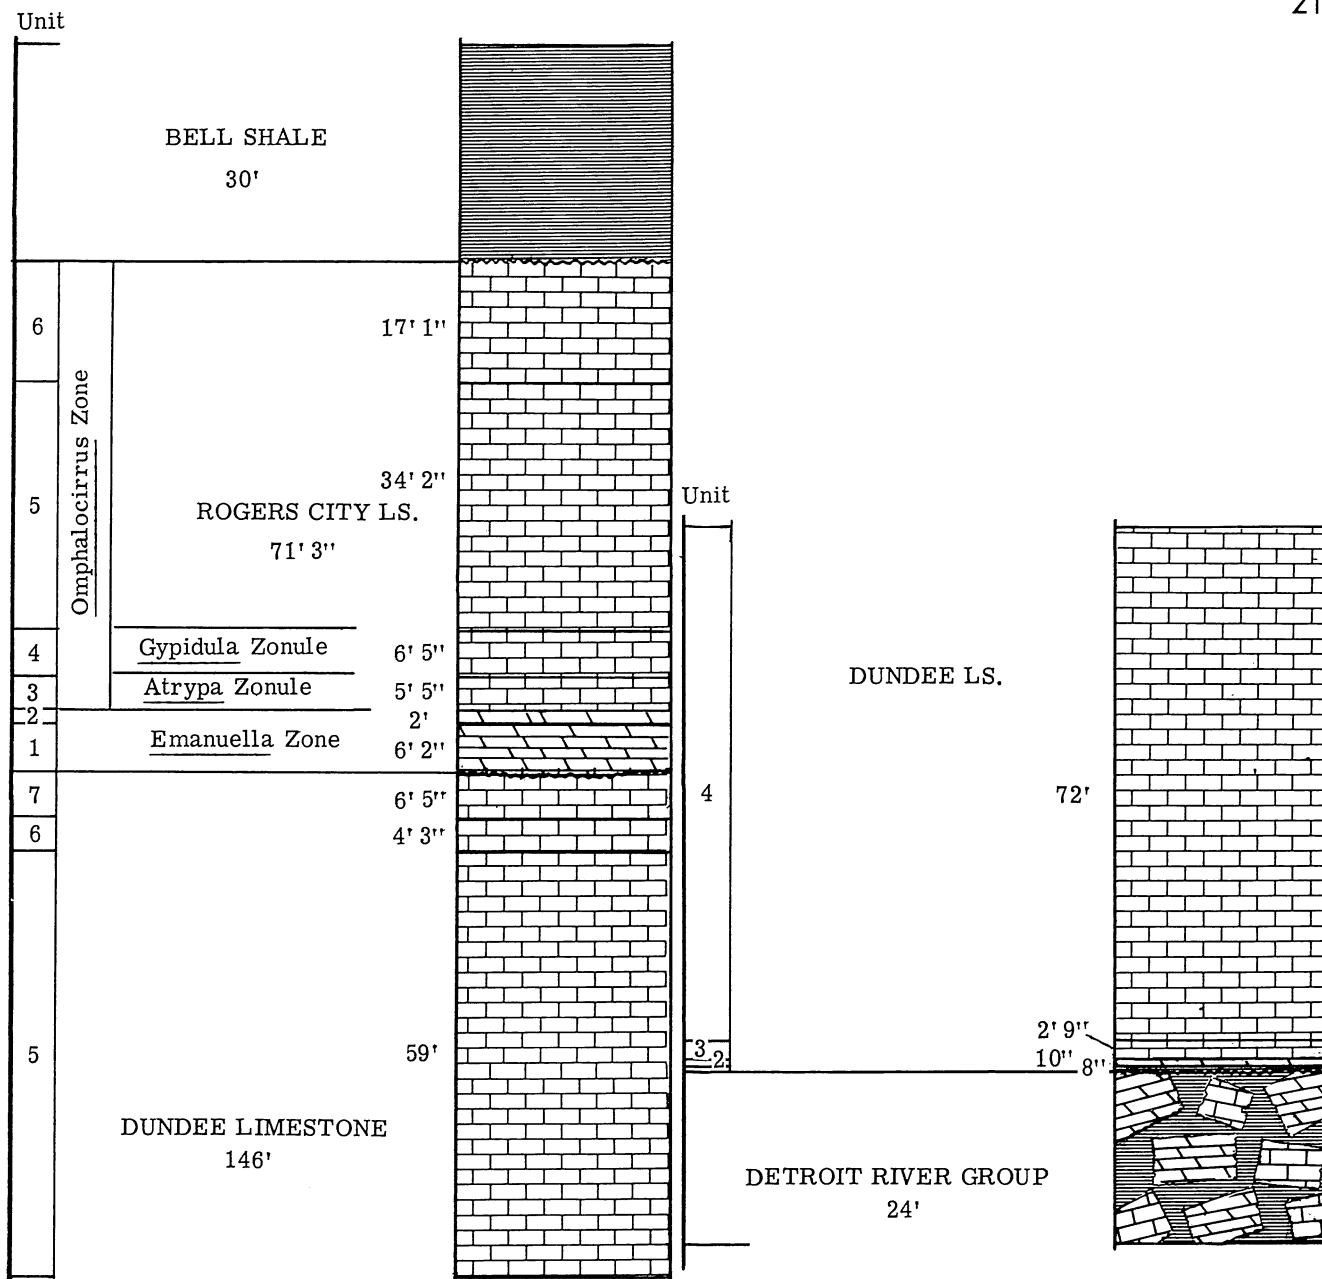 21
Unit
BELL SHALE
30'
6
17' 1"
Omphalocirrus Zone
5
34' 2"
ROGERS CITY LS.
71' 3"
4
Gypidula Zonule
6' 5"
3
Atrypa Zonule
5' 5"
2
2'
1
Emanuella Zone
6' 2"
7
6' 5"
6
4' 3"
5
59'
DUNDEE LIMESTONE
146'
Unit
DUNDEE LS.
4
72'
3
2' 9"
2
10"
8"
DETROIT RIVER GROUP
24'